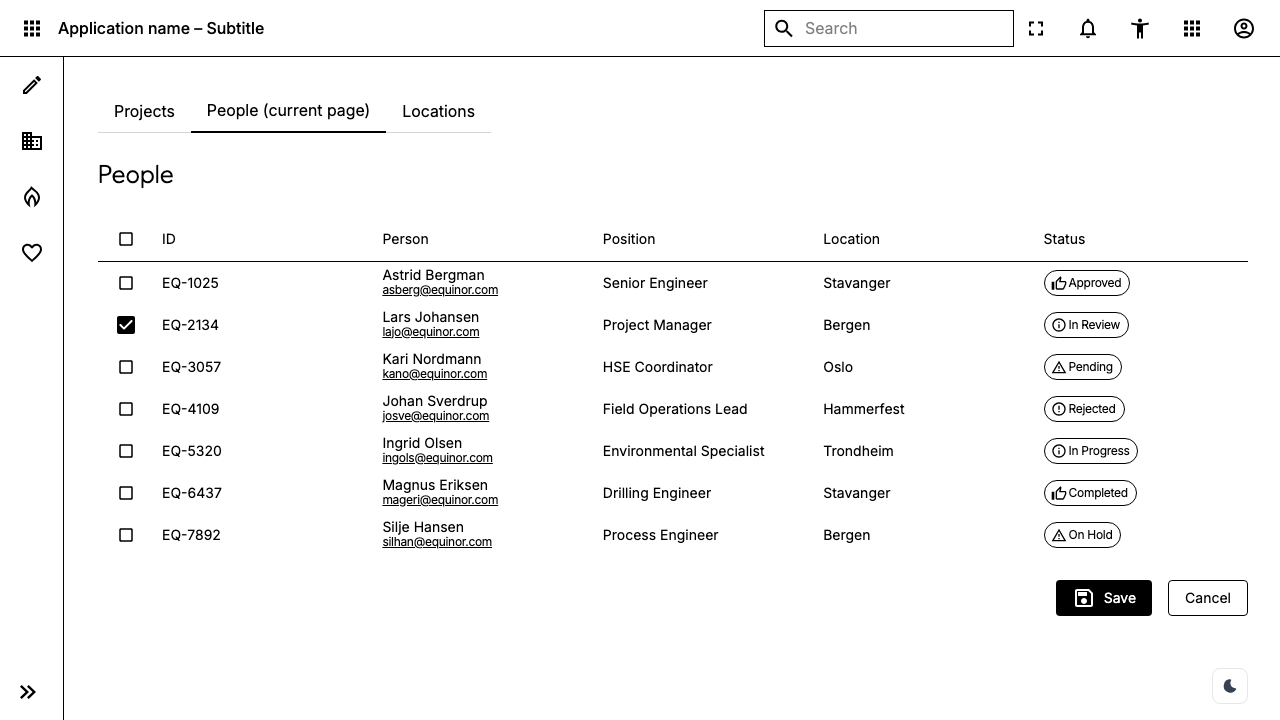 Application name – Subtitle
Search
Projects
People (current page)
Locations
People
ID Person Position Location Status
EQ-1025 Astrid Bergman Senior Engineer Stavanger Approved
asberg@equinor.com
EQ-2134 Lars Johansen Project Manager Bergen In Review
lajo@equinor.com
EQ-3057 Kari Nordmann HSE Coordinator Oslo Pending
kano@equinor.com
EQ-4109 Johan Sverdrup Field Operations Lead Hammerfest Rejected
josve@equinor.com
EQ-5320 Ingrid Olsen Environmental Specialist Trondheim In Progress
ingols@equinor.com
EQ-6437 Magnus Eriksen Drilling Engineer Stavanger Completed
mageri@equinor.com
EQ-7892 Silje Hansen Process Engineer Bergen On Hold
silhan@equinor.com
Save
Cancel